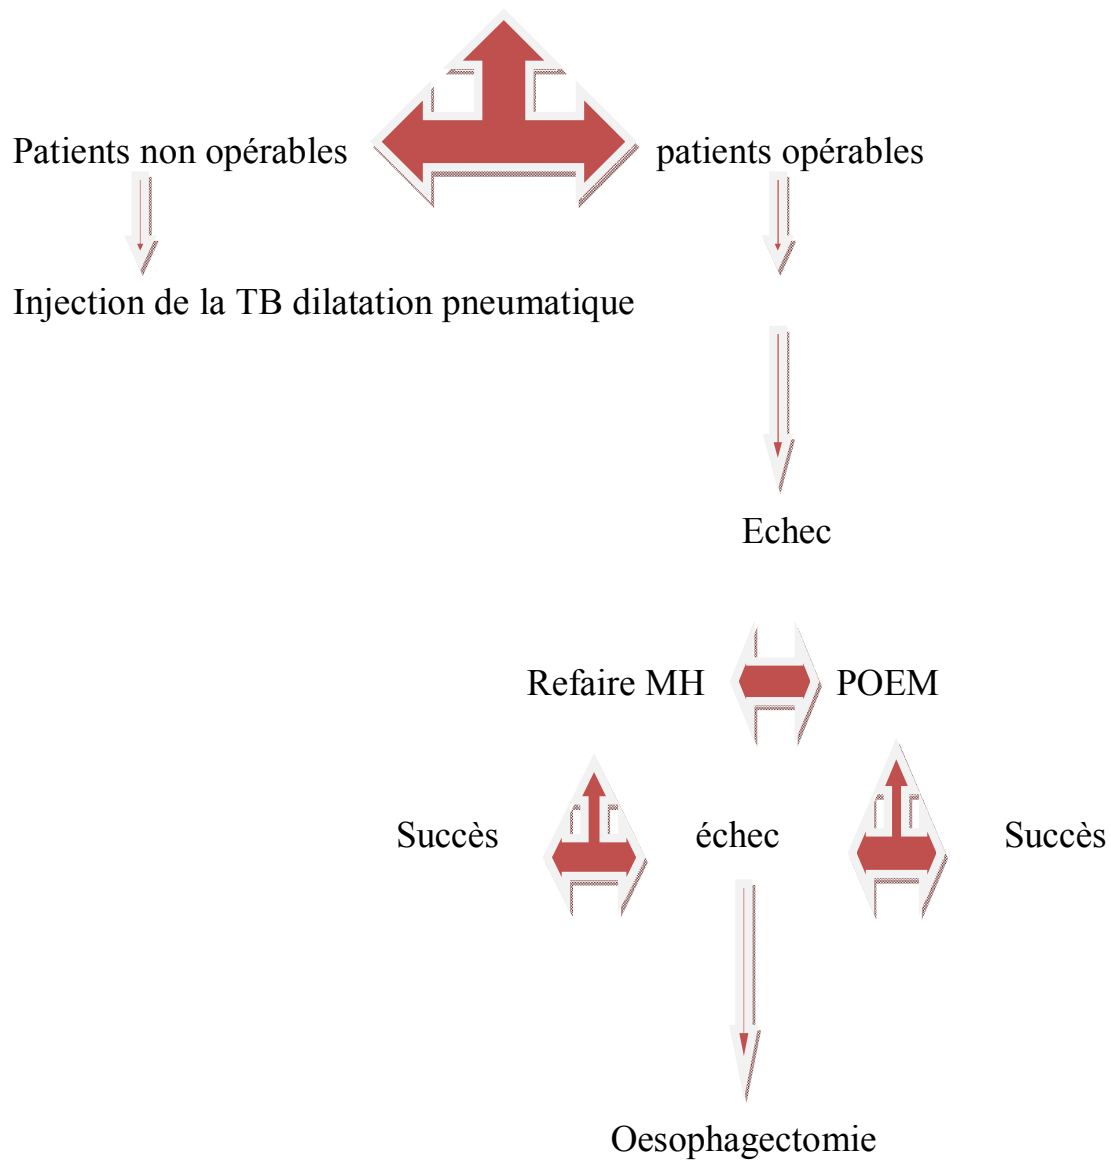 Patients non opérables patients opérables
Injection de la TB dilatation pneumatique
Echec
Refaire MH POEM
Succès échec Succès
Oesophagectomie